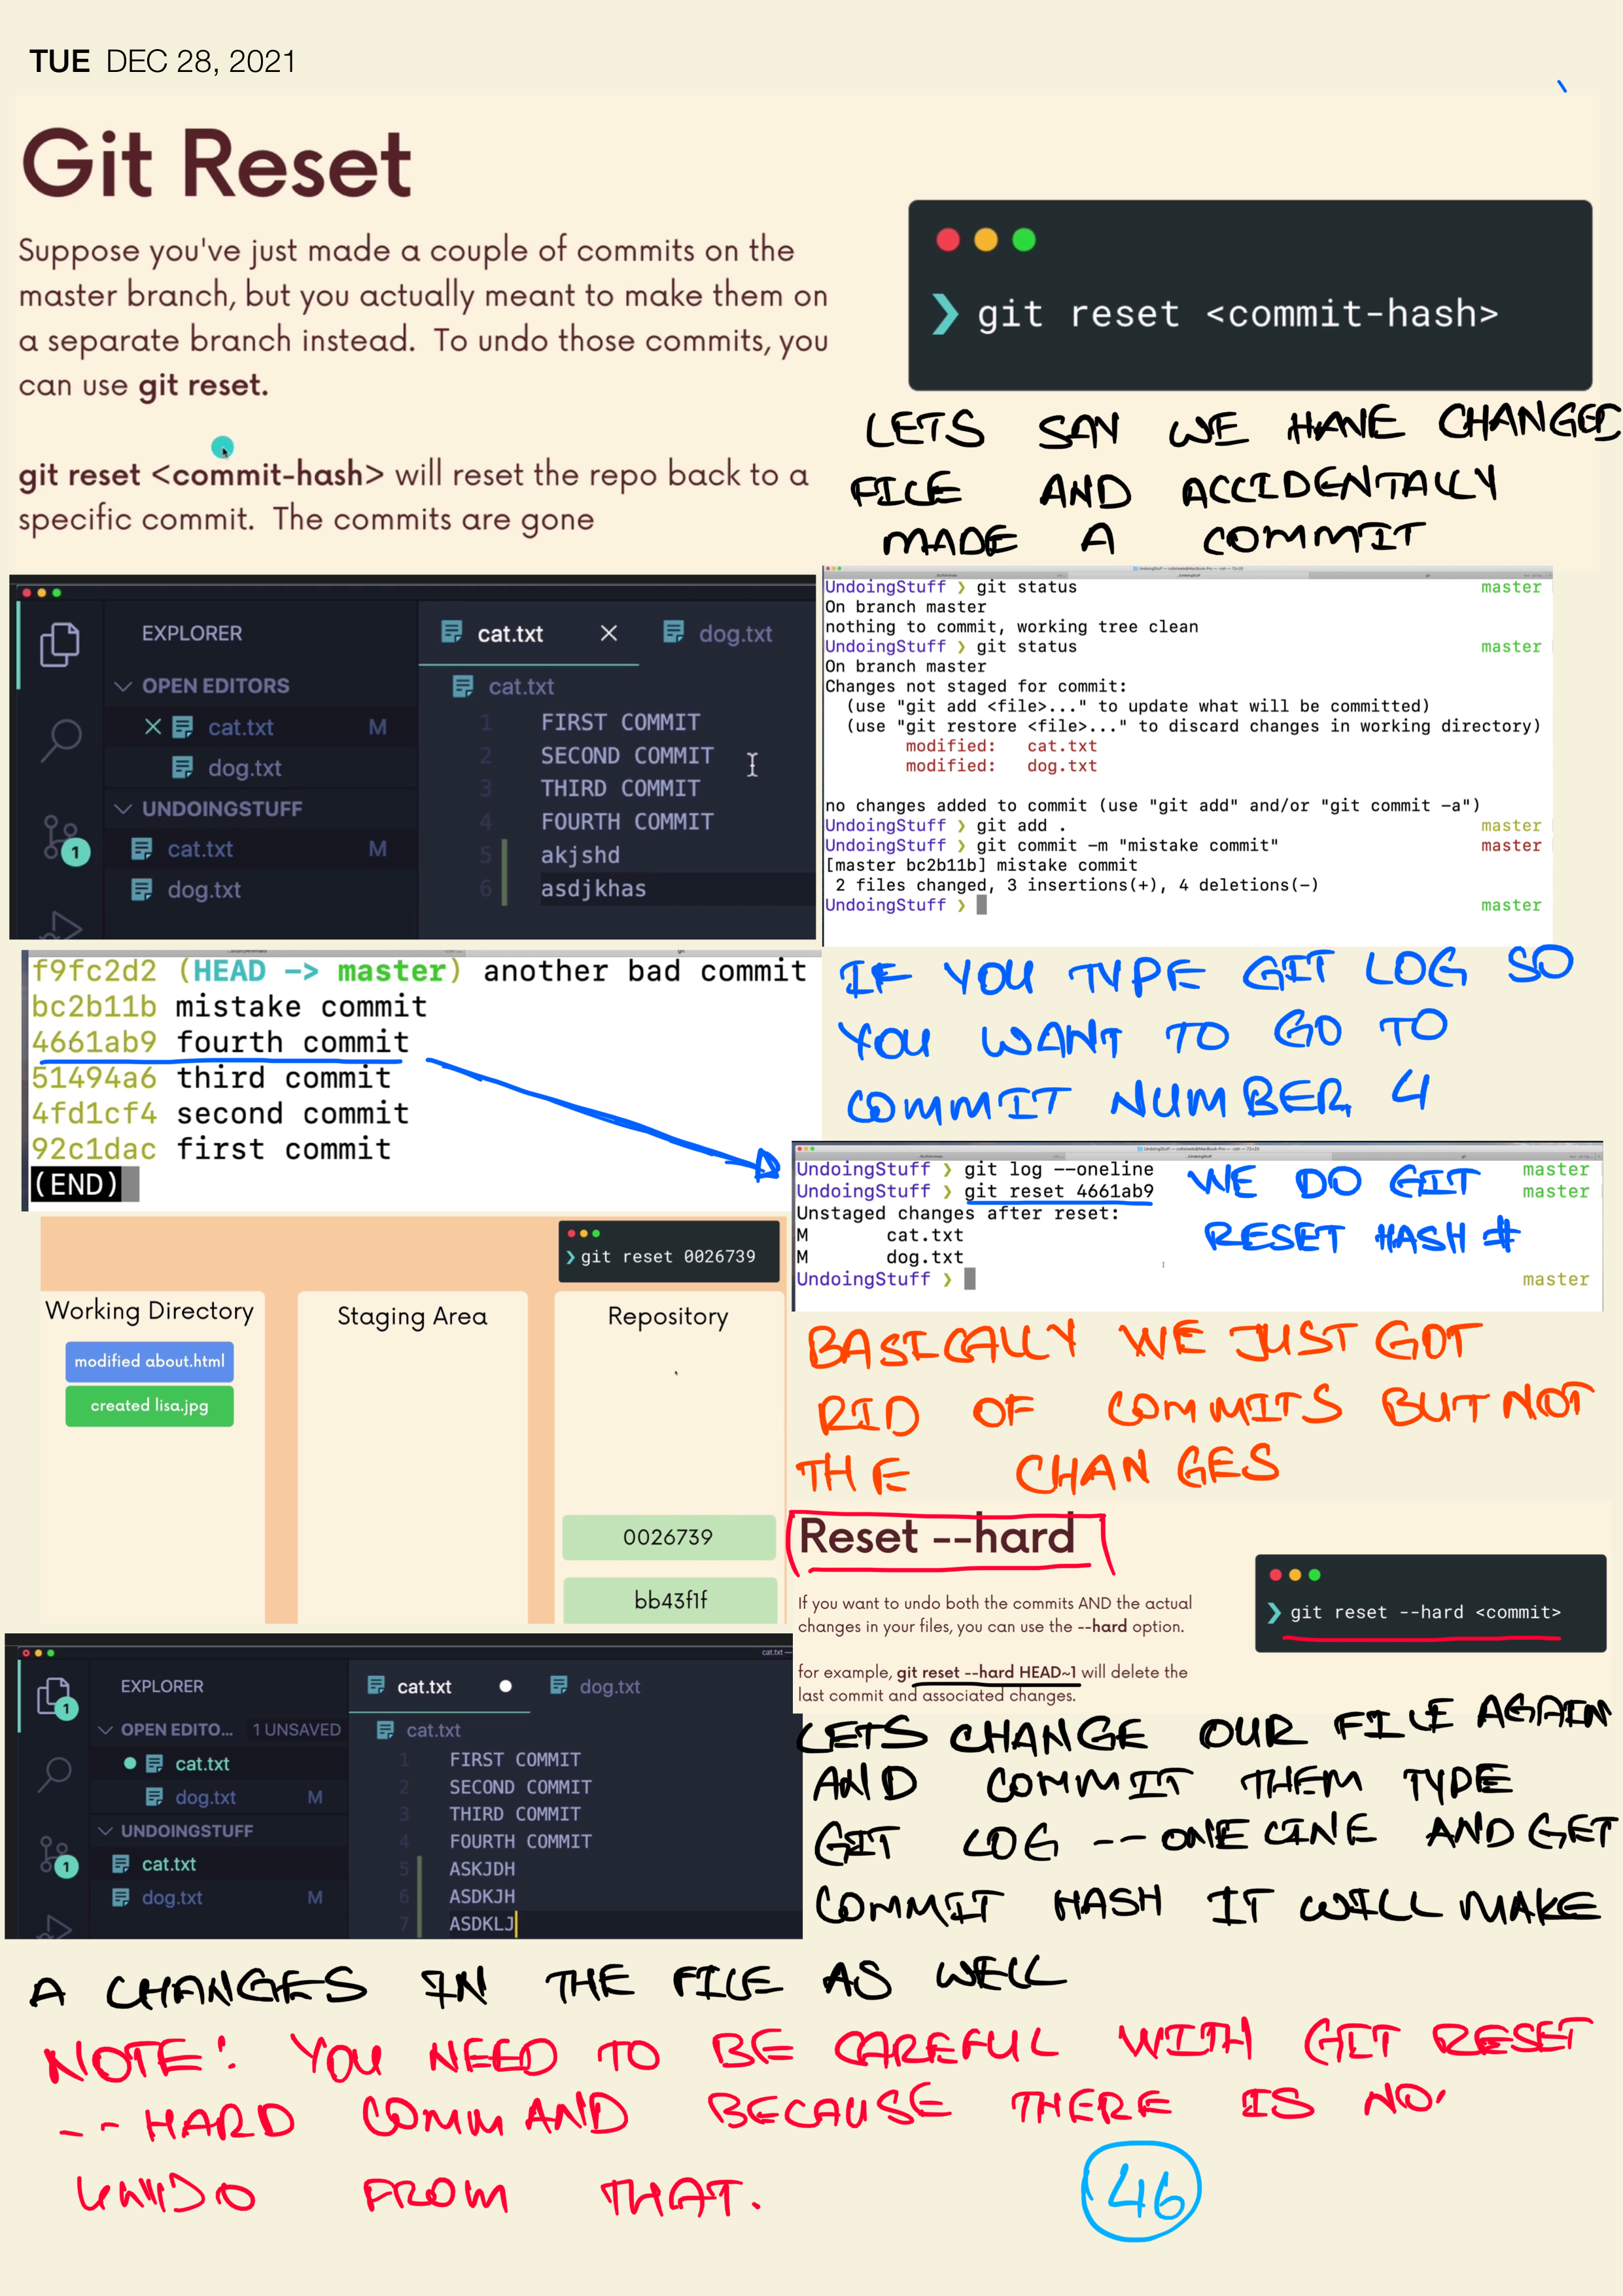 TUE DEC 28, 2021
Git Reset
Suppose you've just made a couple of commits on the
master branch, but you actually meant to make them on
a separate branch instead. To undo those commits, you
can use git reset.
git reset <commit-hash> will reset the repo back to a
specific commit. The commits are gone
❯ git reset <commit-hash>
LETS SAY WE HAVE CHANGED
FILE AND ACCIDENTALLY
MADE A COMMIT
EXPLORER
OPEN EDITORS
cat.txt M
dog.txt
UNDOINGSTUFF
cat.txt M
dog.txt
1
cat.txt dog.txt
cat.txt
1 FIRST COMMIT
2 SECOND COMMIT
3 THIRD COMMIT
4 FOURTH COMMIT
5 akjshd
6 asdjkhas
UndoingStuff ❯ git status master
On branch master
nothing to commit, working tree clean
UndoingStuff ❯ git status master
On branch master
Changes not staged for commit:
(use "git add <file>..." to update what will be committed)
(use "git restore <file>..." to discard changes in working directory)
modified: cat.txt
modified: dog.txt
no changes added to commit (use "git add" and/or "git commit -a")
UndoingStuff ❯ git add . master
UndoingStuff ❯ git commit -m "mistake commit" master
[master bc2b11b] mistake commit
2 files changed, 3 insertions(+), 4 deletions(-)
UndoingStuff ❯ master
f9fc2d2 (HEAD -> master) another bad commit
bc2b11b mistake commit
4661ab9 fourth commit
51494a6 third commit
4fd1cf4 second commit
92c1dac first commit
(END)
IF YOU TYPE GIT LOG SO
YOU WANT TO GO TO
COMMIT NUMBER 4
UndoingStuff ❯ git log --oneline master
UndoingStuff ❯ git reset 4661ab9 master
Unstaged changes after reset:
M cat.txt
M dog.txt
UndoingStuff ❯ master
WE DO GIT
RESET HASH #
❯ git reset 0026739
Working Directory
modified about.html
created lisa.jpg
Staging Area
Repository
0026739
bb43f1f
BASICALLY WE JUST GOT
RID OF COMMITS BUT NOT
THE CHANGES
Reset --hard
If you want to undo both the commits AND the actual
changes in your files, you can use the --hard option.
for example, git reset --hard HEAD~1 will delete the
last commit and associated changes.
❯ git reset --hard <commit>
EXPLORER
OPEN EDITO... 1 UNSAVED
cat.txt
dog.txt M
UNDOINGSTUFF
cat.txt
dog.txt M
1
1
cat.txt dog.txt
cat.txt
1 FIRST COMMIT
2 SECOND COMMIT
3 THIRD COMMIT
4 FOURTH COMMIT
5 ASKJDH
6 ASDKJH
7 ASDKLJ
LETS CHANGE OUR FILE AGAIN
AND COMMIT THEM TYPE
GIT LOG --ONELINE AND GET
COMMIT HASH IT WILL MAKE
A CHANGES IN THE FILE AS WELL
NOTE: YOU NEED TO BE CAREFUL WITH GIT RESET
--HARD COMMAND BECAUSE THERE IS NO
UNDO FROM THAT.
46